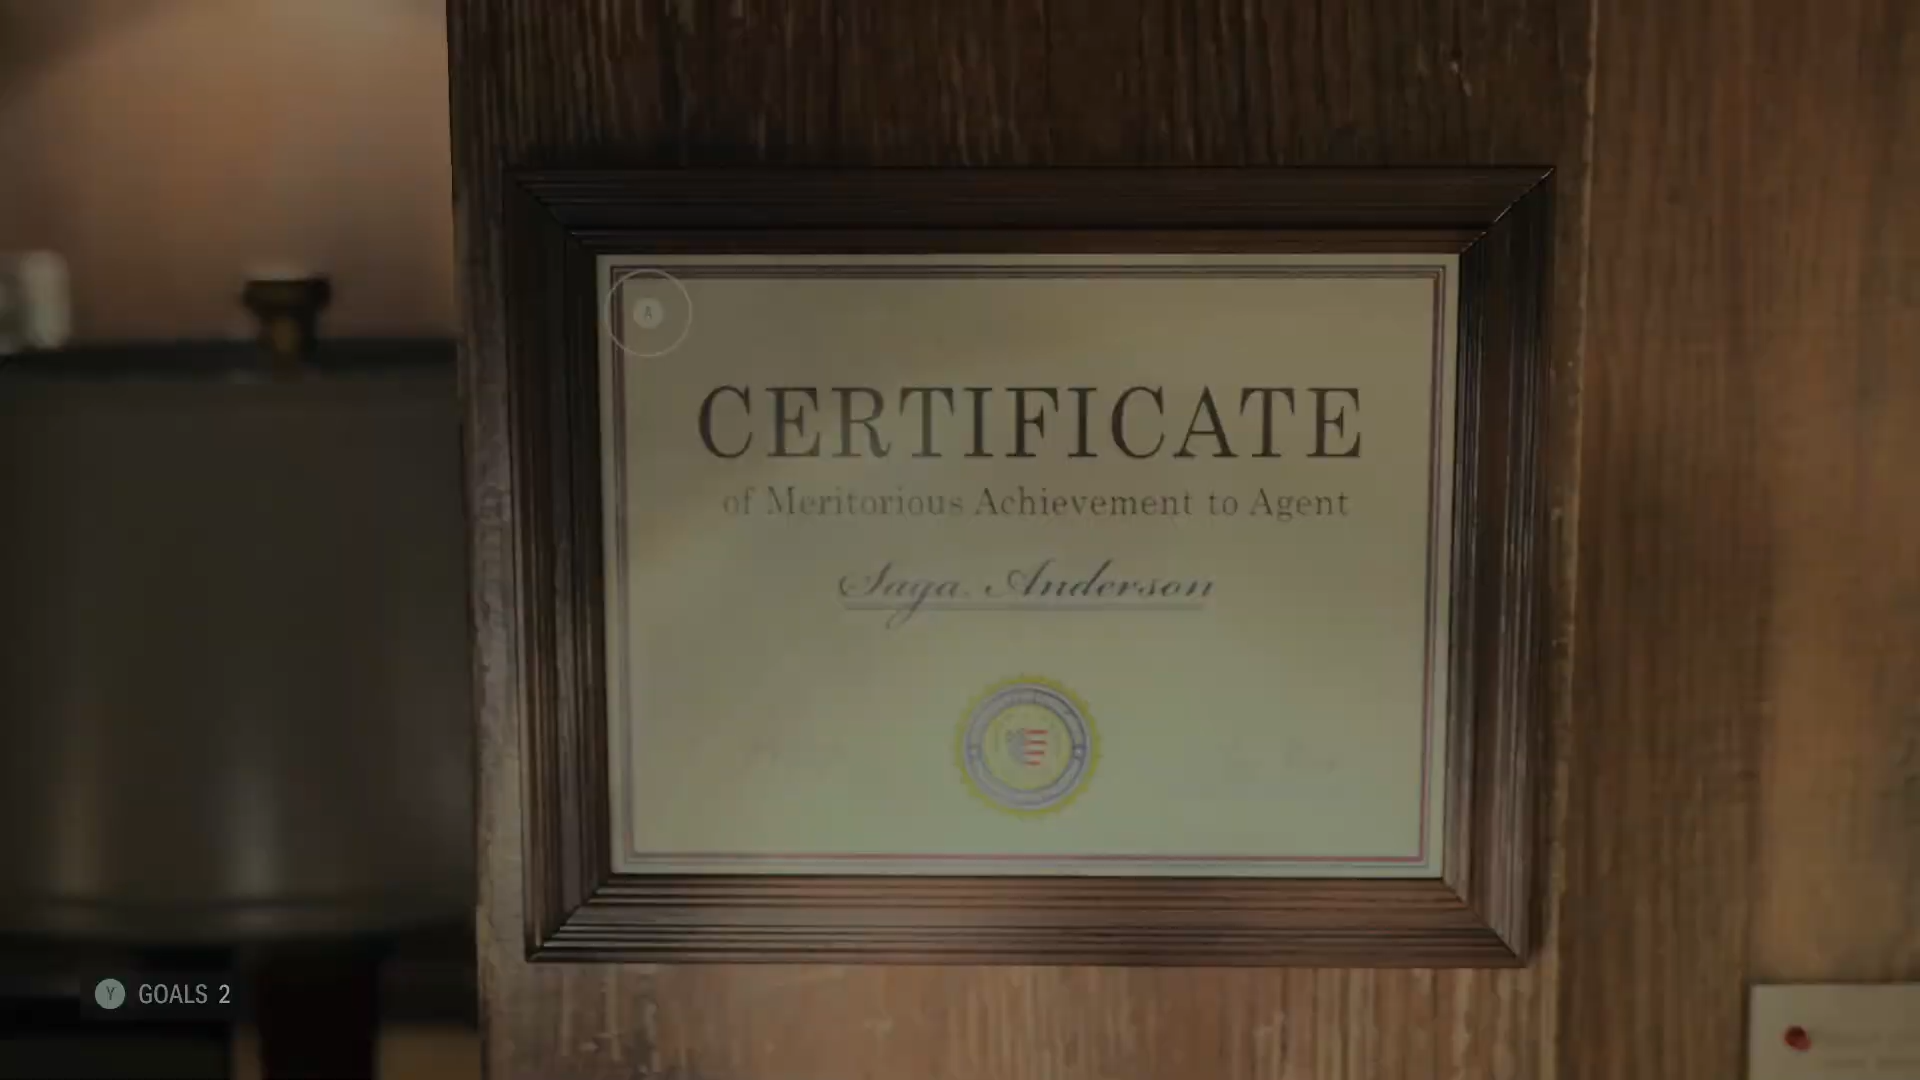 A
CERTIFICATE
of Meritorious Achievement to Agent
Saga Anderson
Y GOALS 2